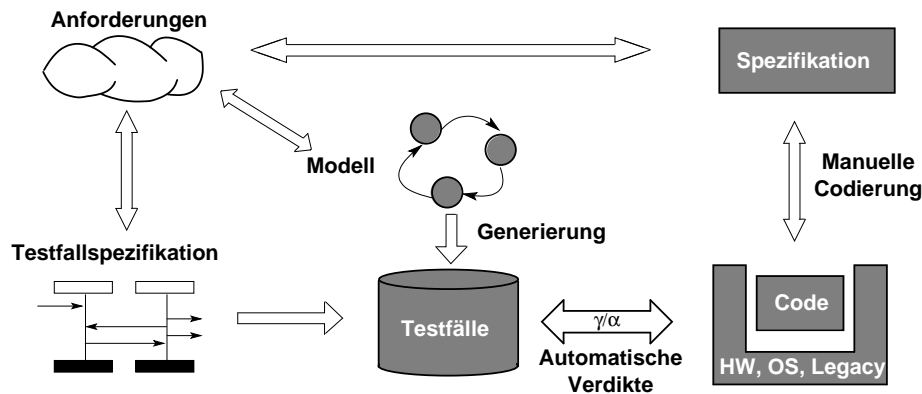 Anforderungen
Spezifikation
Modell
Manuelle
Codierung
Generierung
Testfallspezifikation
Testfälle
γ/α
Code
Automatische
Verdikte
HW, OS, Legacy